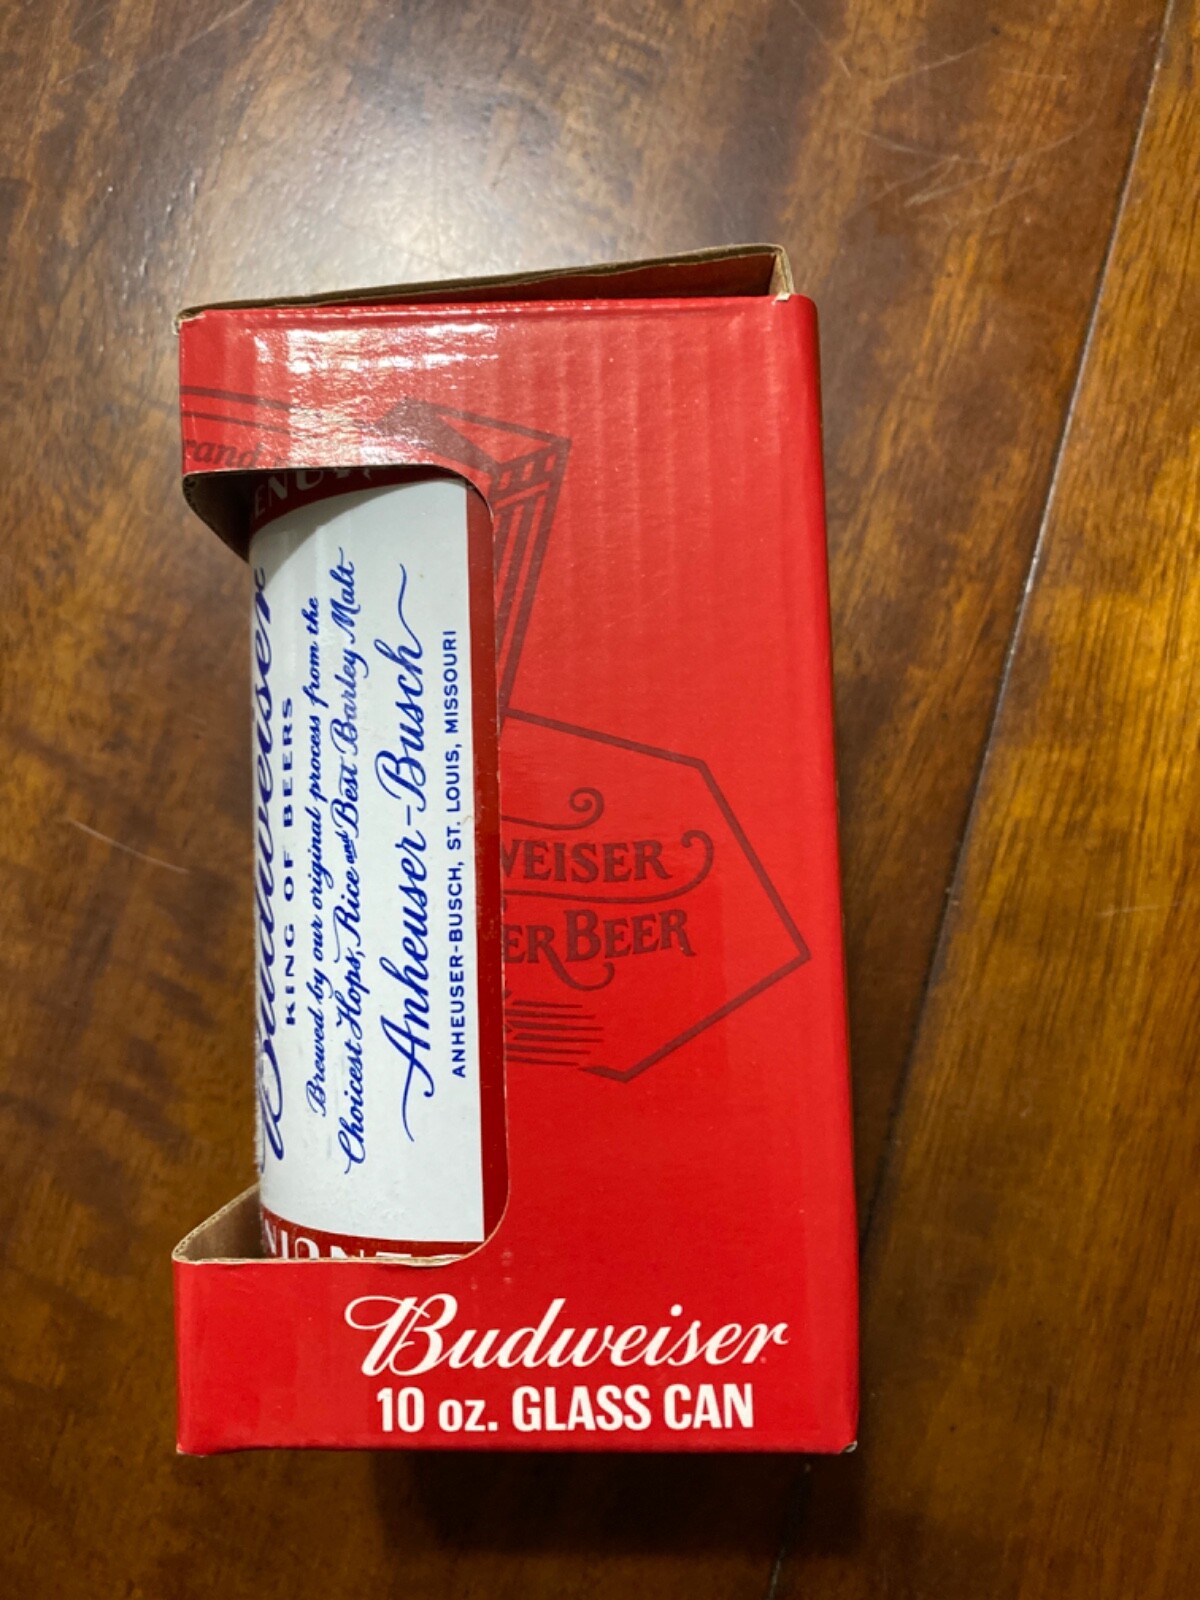 Budweiser
KING OF BEERS
Brewed by our original process from the
Choicest Hops, Rice and Best Barley Malt
Anheuser-Busch
ANHEUSER-BUSCH, ST. LOUIS, MISSOURI
WEISER
ER BEER
Budweiser
10 oz. GLASS CAN